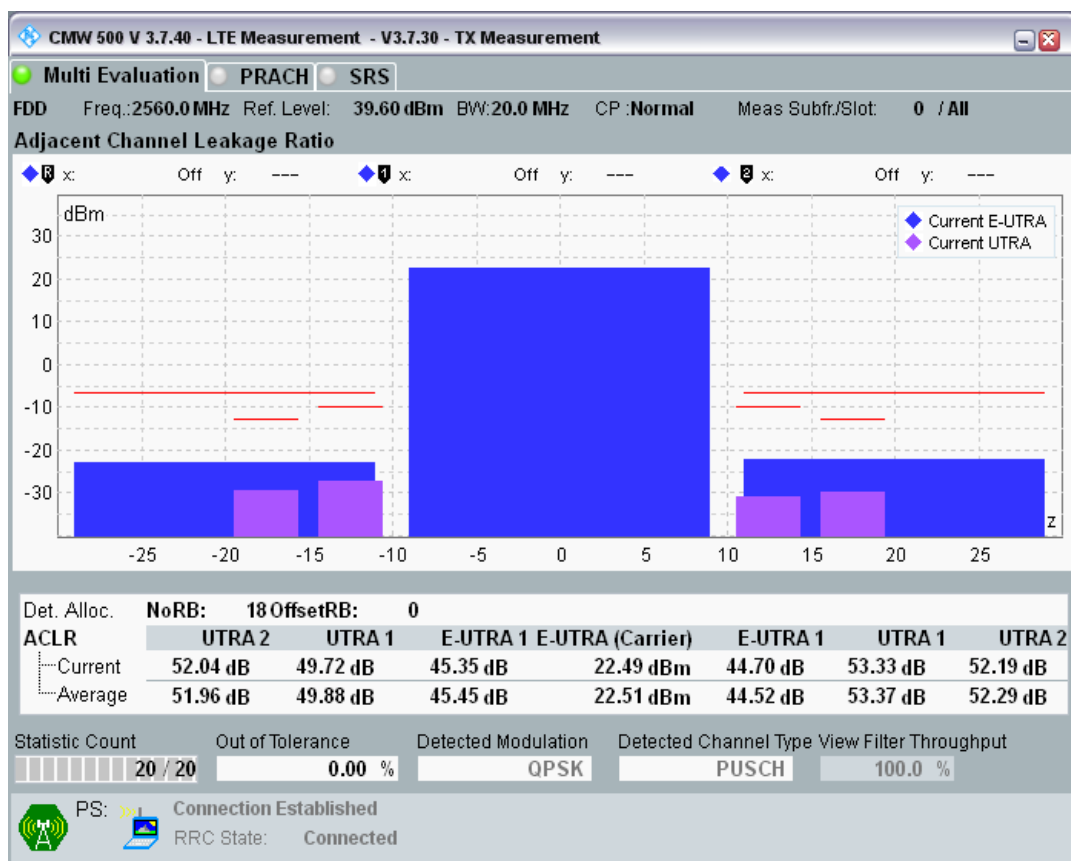 CMW 500 V 3.7.40 - LTE Measurement - V3.7.30 - TX Measurement
Multi Evaluation PRACH SRS
FDD Freq.:2560.0 MHz Ref. Level: 39.60 dBm BW:20.0 MHz CP :Normal Meas Subfr./Slot: 0 / All
Adjacent Channel Leakage Ratio
R x: Off y: --- 1 x: Off y: --- 2 x: Off y: ---
dBm
Current E-UTRA
Current UTRA
30
20
10
0
-10
-20
-30
z
-25 -20 -15 -10 -5 0 5 10 15 20 25
Det. Alloc. NoRB: 18 OffsetRB: 0
ACLR UTRA 2 UTRA 1 E-UTRA 1 E-UTRA (Carrier) E-UTRA 1 UTRA 1 UTRA 2
Current 52.04 dB 49.72 dB 45.35 dB 22.49 dBm 44.70 dB 53.33 dB 52.19 dB
Average 51.96 dB 49.88 dB 45.45 dB 22.51 dBm 44.52 dB 53.37 dB 52.29 dB
Statistic Count Out of Tolerance Detected Modulation Detected Channel Type View Filter Throughput
20 / 20 0.00 % QPSK PUSCH 100.0 %
PS: Connection Established
RRC State: Connected